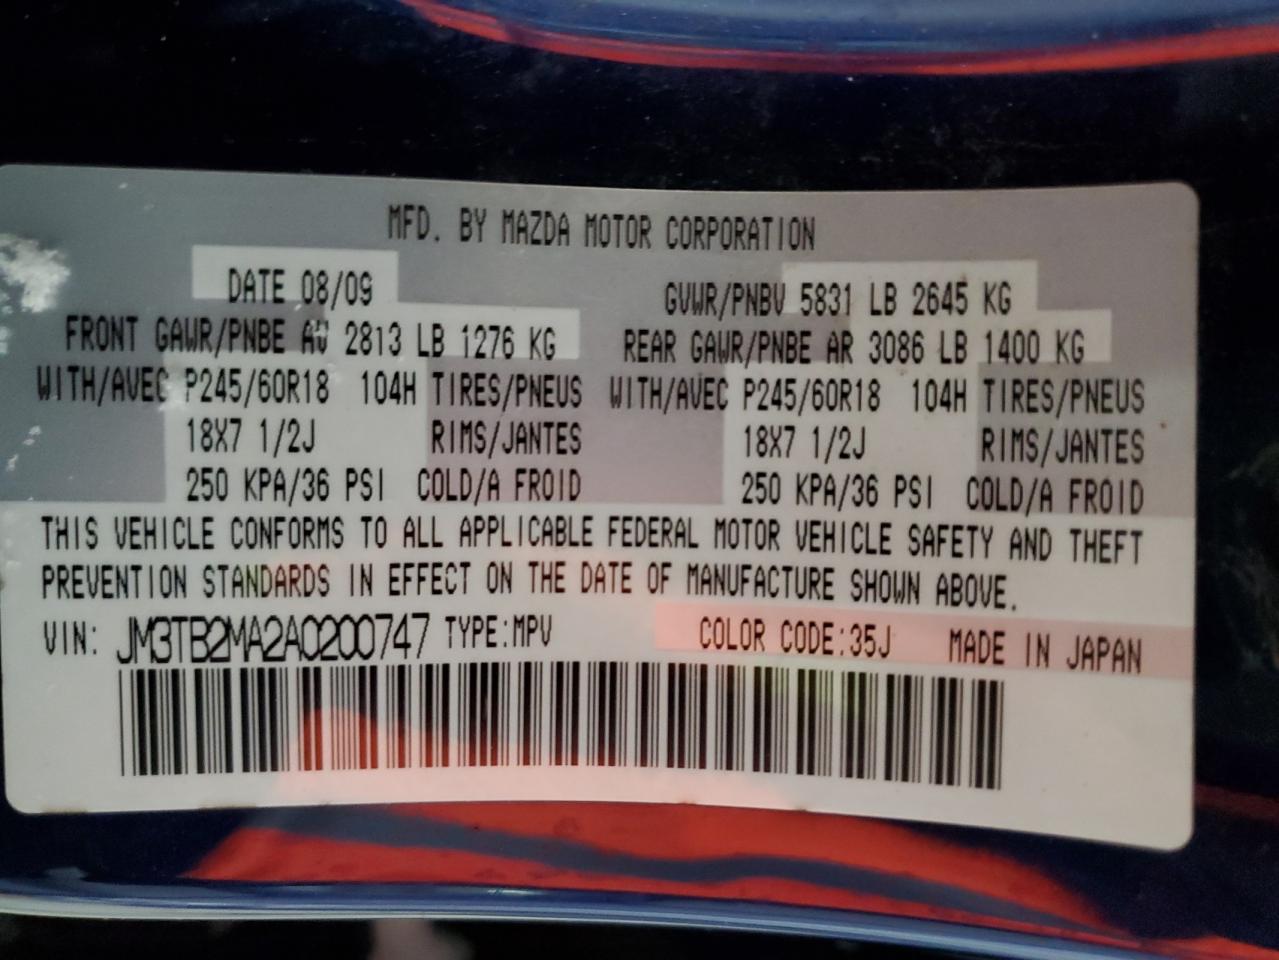 MFD. BY MAZDA MOTOR CORPORATION
DATE 08/09 GVWR/PNBV 5831 LB 2645 KG
FRONT GAWR/PNBE AV 2813 LB 1276 KG REAR GAWR/PNBE AR 3086 LB 1400 KG
WITH/AVEC P245/60R18 104H TIRES/PNEUS WITH/AVEC P245/60R18 104H TIRES/PNEUS
18X7 1/2J RIMS/JANTES 18X7 1/2J RIMS/JANTES
250 KPA/36 PSI COLD/A FROID 250 KPA/36 PSI COLD/A FROID
THIS VEHICLE CONFORMS TO ALL APPLICABLE FEDERAL MOTOR VEHICLE SAFETY AND THEFT
PREVENTION STANDARDS IN EFFECT ON THE DATE OF MANUFACTURE SHOWN ABOVE.
VIN: JM3TB2MA2A0200747 TYPE:MPV COLOR CODE:35J MADE IN JAPAN